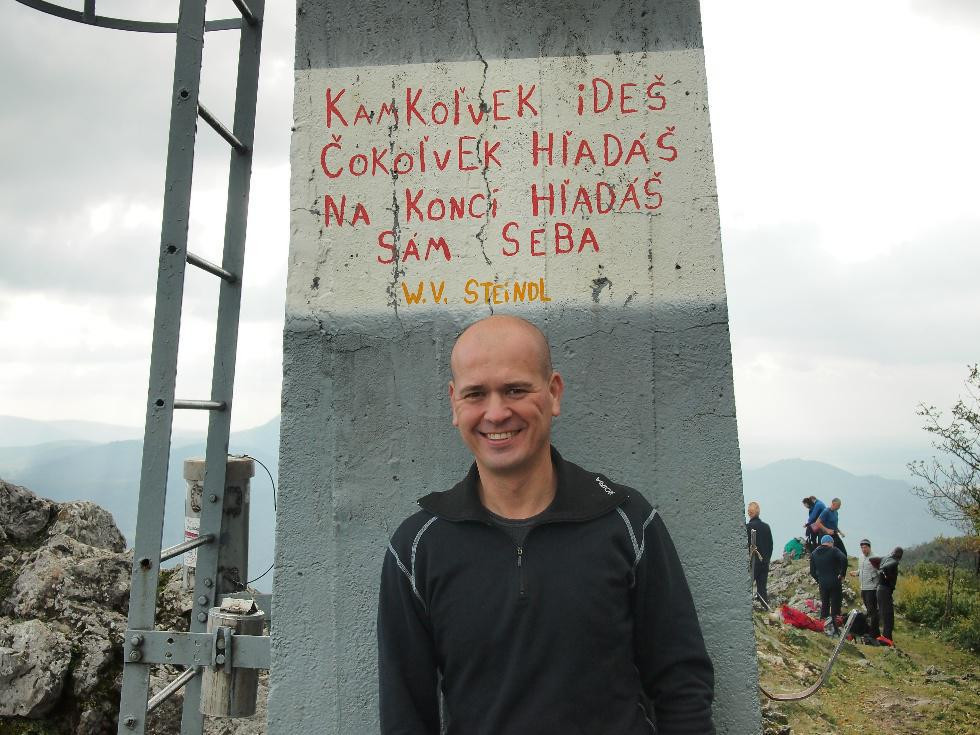 KAMKOĽVEK IDEŠ
ČOKOĽVEK HĽADÁŠ
NA KONCI HĽADÁŠ
SÁM SEBA
W.V. STEINDL